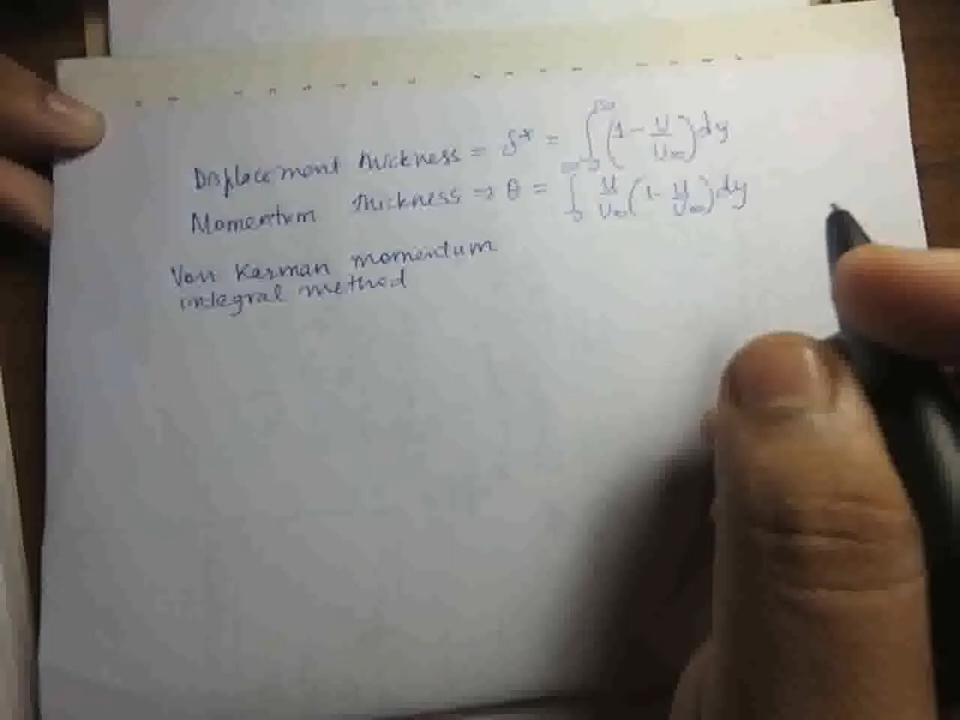 Displacement thickness = δ* = ∫₀^∞ (1 - u/U∞) dy
Momentum thickness → θ = ∫₀ u/U∞ (1 - u/U∞) dy
Von Karman momentum
integral method